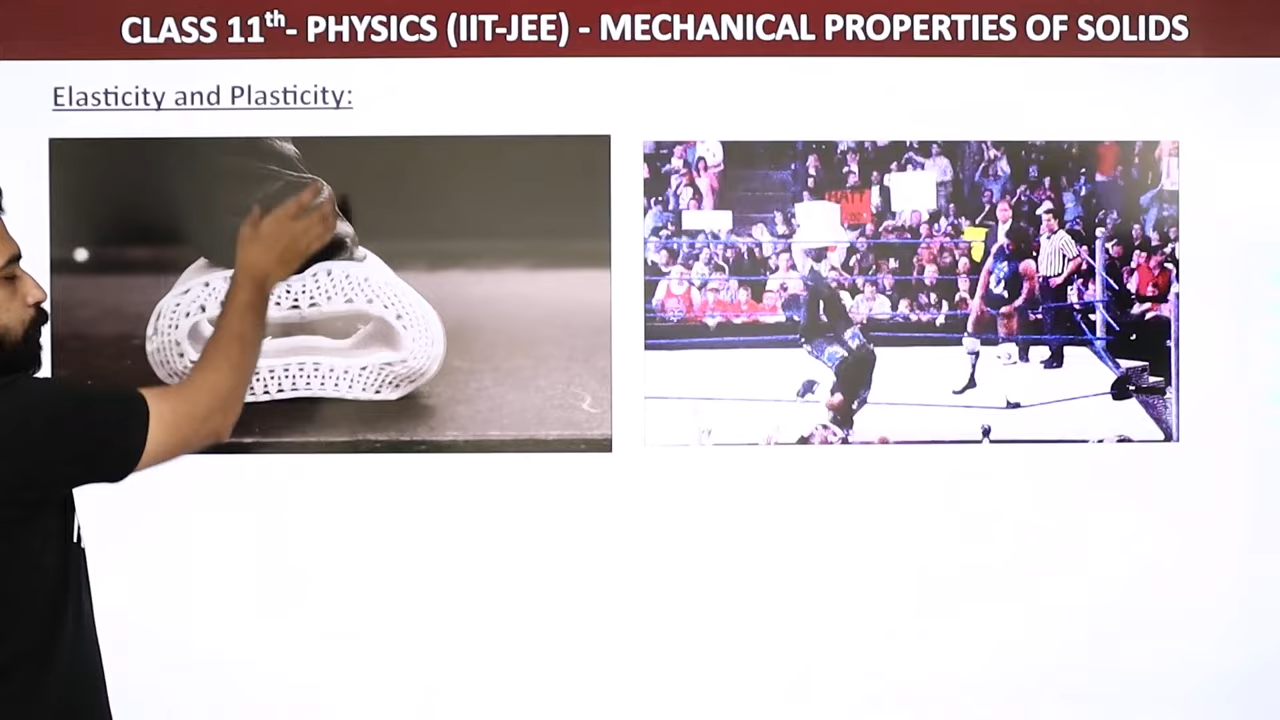 CLASS 11th- PHYSICS (IIT-JEE) - MECHANICAL PROPERTIES OF SOLIDS
Elasticity and Plasticity: